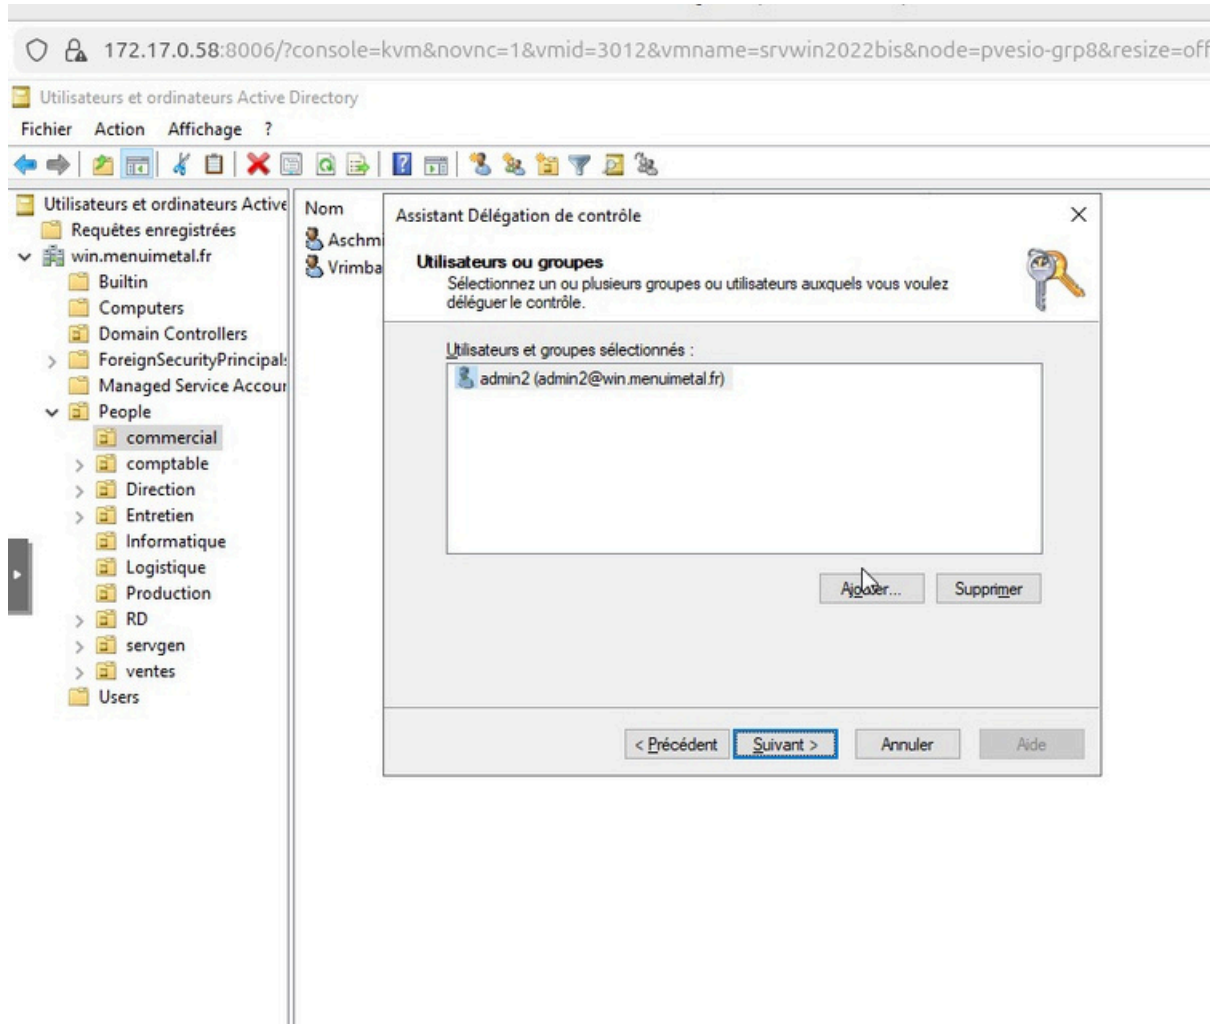 172.17.0.58:8006/?console=kvm&novnc=1&vmid=3012&vmname=srvwin2022bis&node=pvesio-grp8&resize=off
Utilisateurs et ordinateurs Active Directory
Fichier Action Affichage ?
Utilisateurs et ordinateurs Active
Requêtes enregistrées
win.menuimetal.fr
Builtin
Computers
Domain Controllers
ForeignSecurityPrincipals
Managed Service Accoun
People
commercial
comptable
Direction
Entretien
Informatique
Logistique
Production
RD
servgen
ventes
Users
Nom
Aschmi
Vrimba
Assistant Délégation de contrôle
Utilisateurs ou groupes
Sélectionnez un ou plusieurs groupes ou utilisateurs auxquels vous voulez
déléguer le contrôle.
Utilisateurs et groupes sélectionnés :
admin2 (admin2@win.menuimetal.fr)
Ajouter... Supprimer
< Précédent Suivant > Annuler Aide